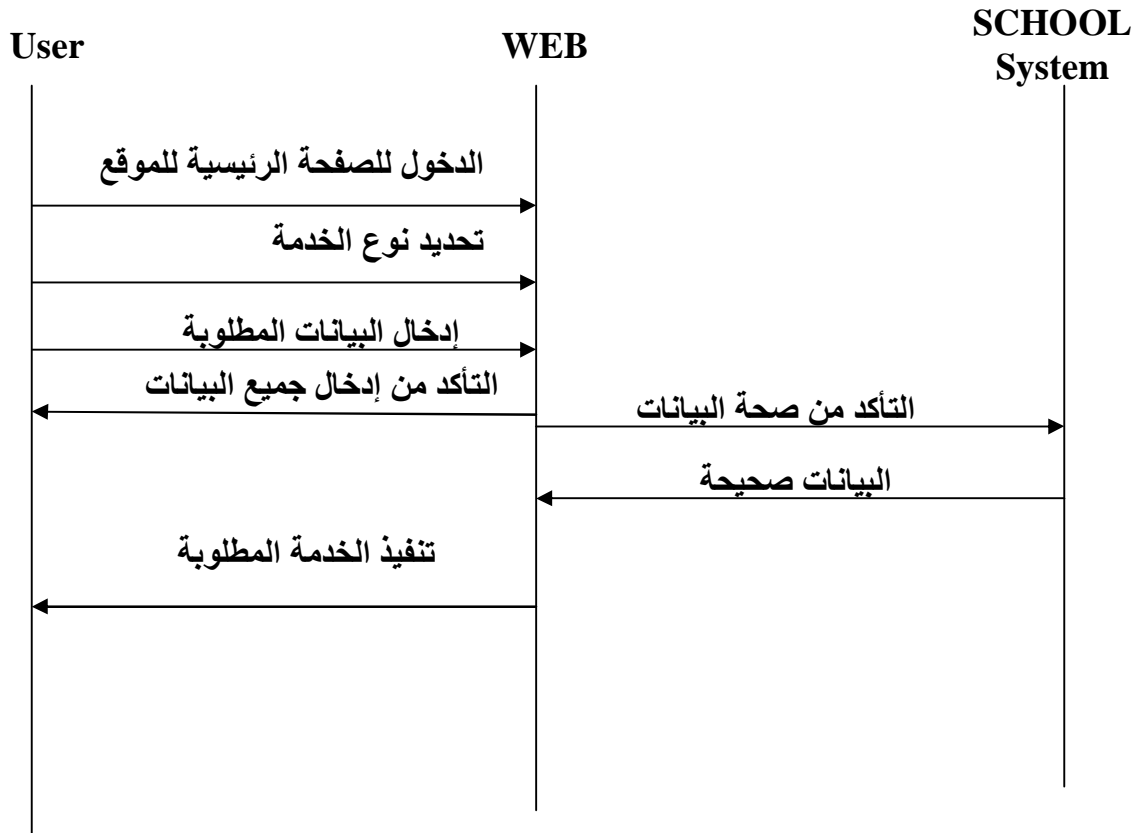 User
WEB
SCHOOL
System
الدخول للصفحة الرئيسية للموقع
تحديد نوع الخدمة
إدخال البيانات المطلوبة
التأكد من إدخال جميع البيانات
التأكد من صحة البيانات
البيانات صحيحة
تنفيذ الخدمة المطلوبة